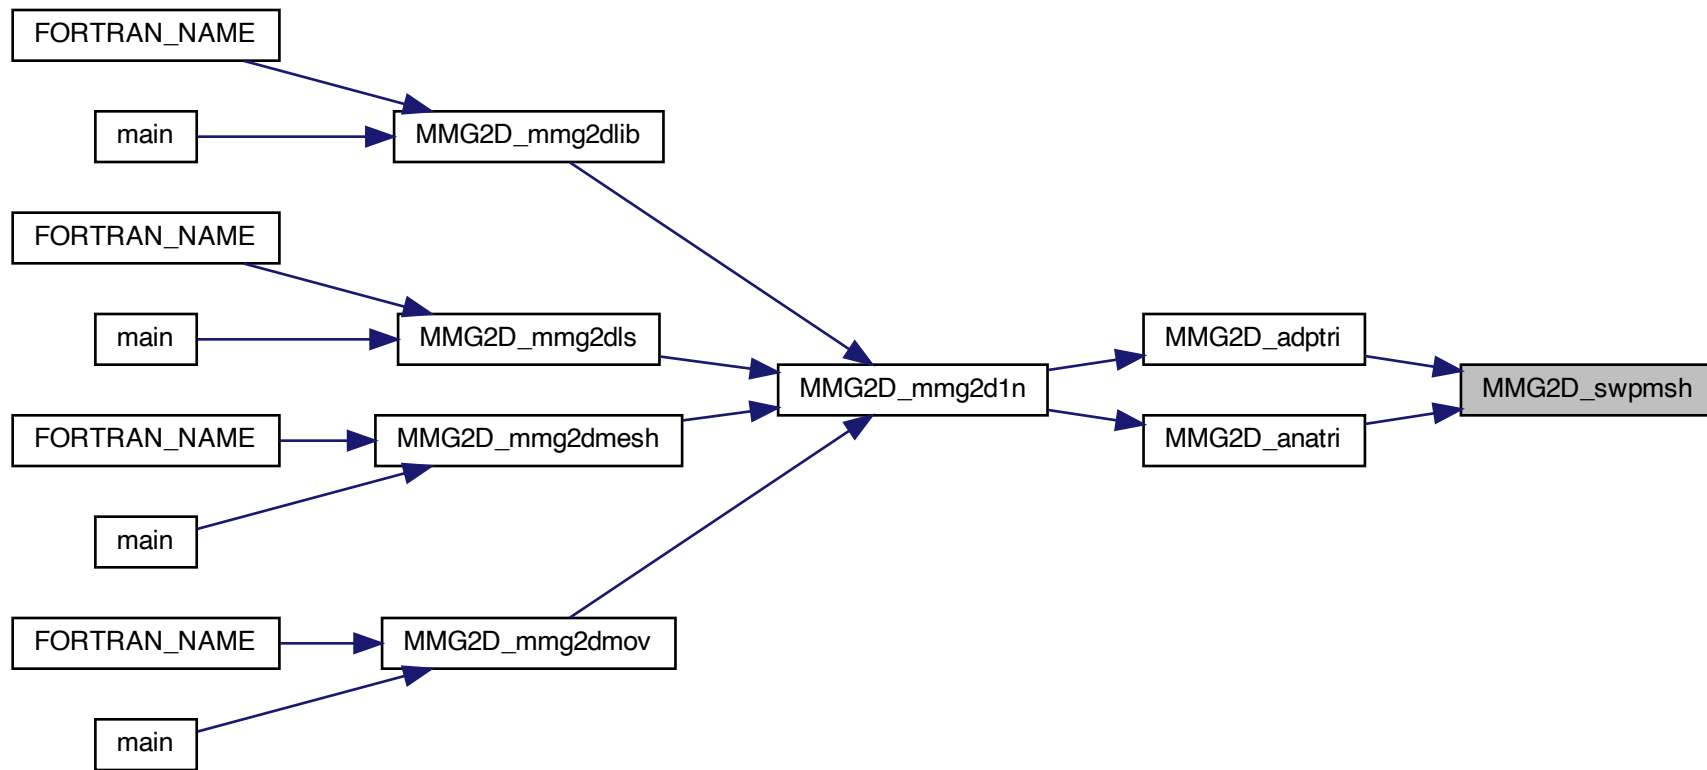 FORTRAN_NAME
main
MMG2D_mmg2dlib
FORTRAN_NAME
main
MMG2D_mmg2dls
MMG2D_adptri
MMG2D_mmg2d1n
MMG2D_swpmsh
FORTRAN_NAME
MMG2D_mmg2dmesh
MMG2D_anatri
main
FORTRAN_NAME
MMG2D_mmg2dmov
main